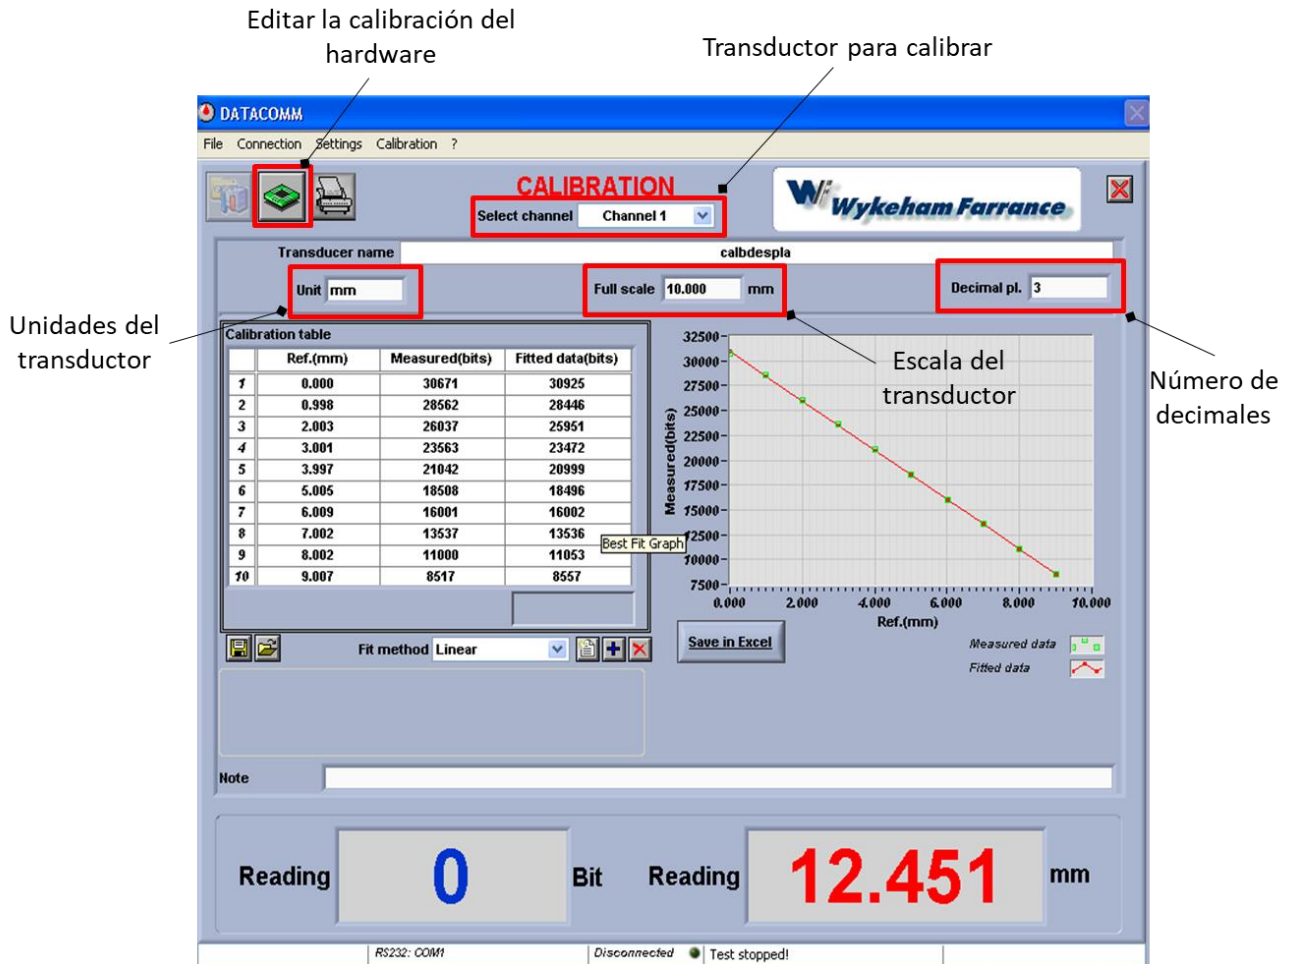 Editar la calibración del
hardware
Transductor para calibrar
DATACOMM
File Connection Settings Calibration ?
CALIBRATION
Select channel Channel 1
Wykeham Farrance
Transducer name calbdespla
Unit mm Full scale 10.000 mm Decimal pl. 3
Unidades del
transductor
Escala del
transductor
Número de
decimales
Calibration table
Ref.(mm) Measured(bits) Fitted data(bits)
1 0.000 30671 30925
2 0.998 28562 28446
3 2.003 26037 25951
4 3.001 23563 23472
5 3.997 21042 20999
6 5.005 18508 18496
7 6.009 16001 16002
8 7.002 13537 13536
9 8.002 11000 11053
10 9.007 8517 8557
Best Fit Graph
Measured(bits)
32500
30000
27500
25000
22500
20000
17500
15000
12500
10000
7500
0.000 2.000 4.000 6.000 8.000 10.000
Ref.(mm)
Fit method Linear
Save in Excel
Measured data
Fitted data
Note
Reading 0 Bit Reading 12.451 mm
RS232: COM1 Disconnected Test stopped!